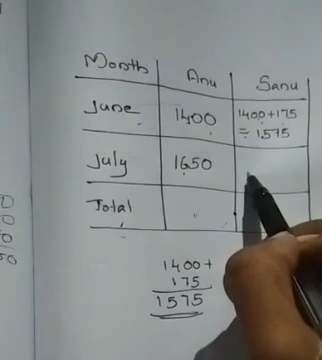 Month Anu Sanu
June 1400 1400+175
= 1575
July 1650
Total
1400+
175
1575